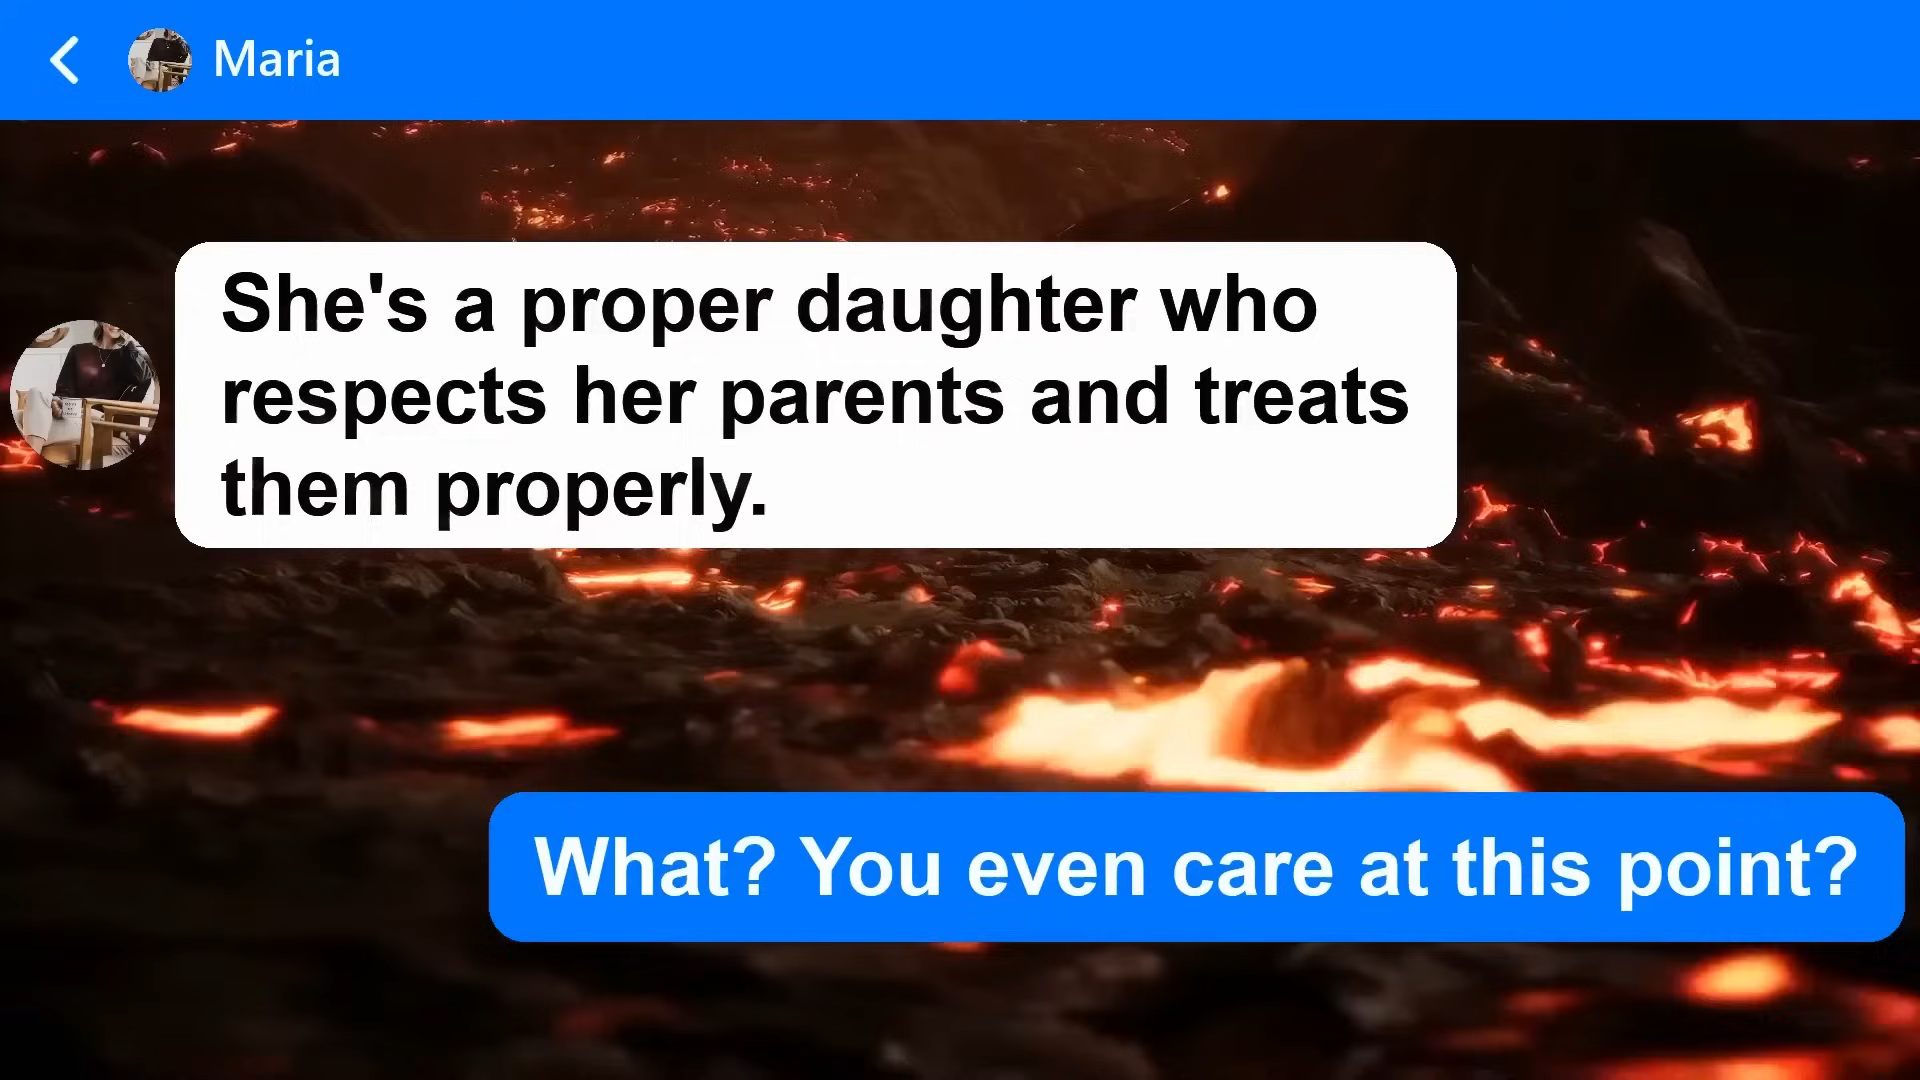 Maria
She's a proper daughter who
respects her parents and treats
them properly.
What? You even care at this point?